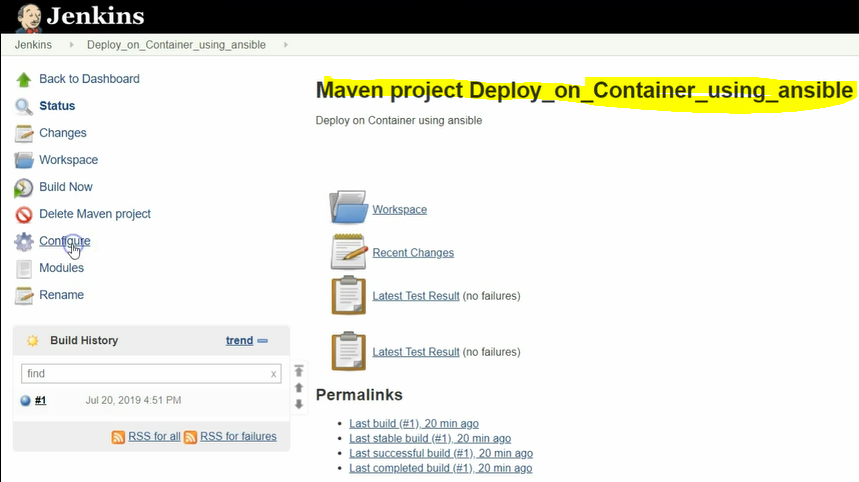 Jenkins
Jenkins Deploy_on_Container_using_ansible
Back to Dashboard
Status
Changes
Workspace
Build Now
Delete Maven project
Configure
Modules
Rename
Build History trend
find x
#1 Jul 20, 2019 4:51 PM
RSS for all RSS for failures
Maven project Deploy_on_Container_using_ansible
Deploy on Container using ansible
Workspace
Recent Changes
Latest Test Result (no failures)
Latest Test Result (no failures)
Permalinks
Last build (#1), 20 min ago
Last stable build (#1), 20 min ago
Last successful build (#1), 20 min ago
Last completed build (#1), 20 min ago